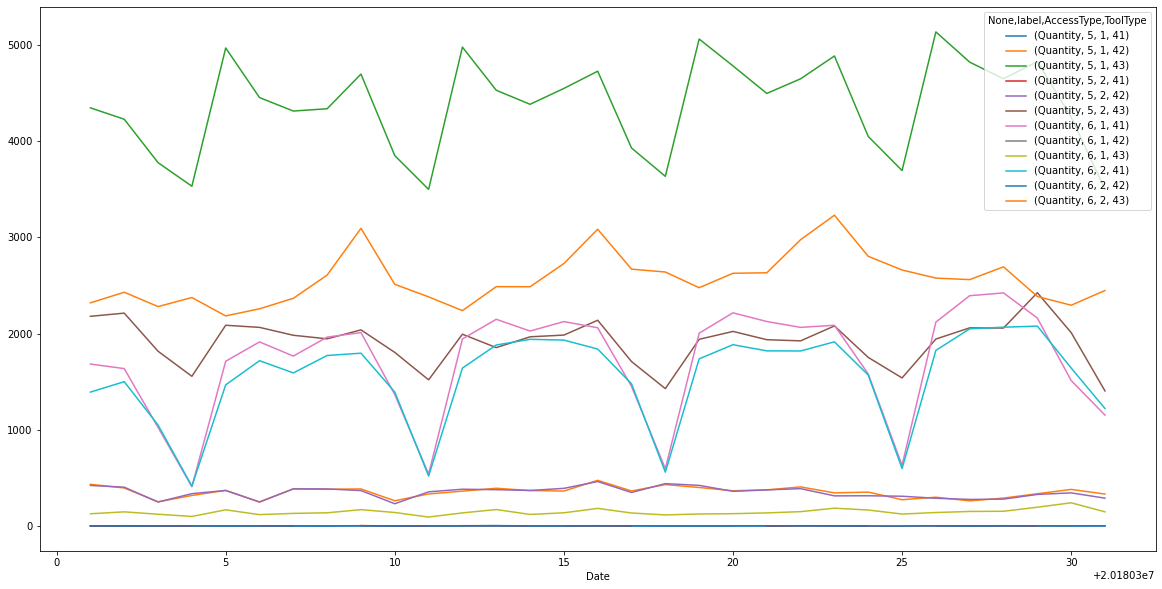 None,label,AccessType,ToolType
(Quantity, 5, 1, 41)
(Quantity, 5, 1, 42)
(Quantity, 5, 1, 43)
(Quantity, 5, 2, 41)
(Quantity, 5, 2, 42)
(Quantity, 5, 2, 43)
(Quantity, 6, 1, 41)
(Quantity, 6, 1, 42)
(Quantity, 6, 1, 43)
(Quantity, 6, 2, 41)
(Quantity, 6, 2, 42)
(Quantity, 6, 2, 43)
5000
4000
3000
2000
1000
0
0 5 10 15 20 25 30
Date
+2.01803e7